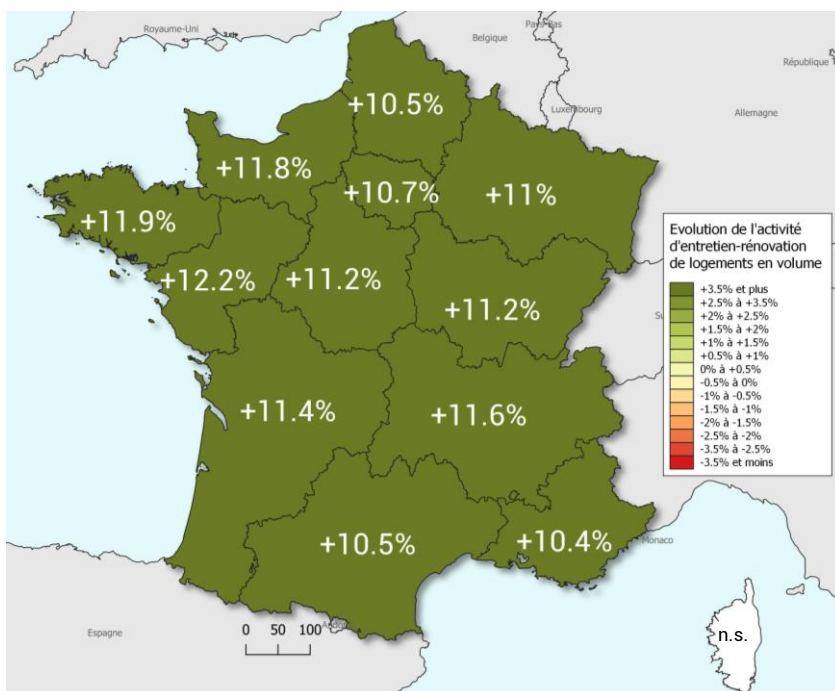 Royaume-Uni
Belgique
Pays-Bas
République
Luxembourg
Allemagne
+10.5%
+11.8%
+10.7%
+11%
+11.9%
+12.2%
+11.2%
+11.2%
+11.4%
+11.6%
+10.5%
+10.4%
Monaco
Espagne
n.s.
0 50 100
Evolution de l'activité
d'entretien-rénovation
de logements en volume
+3.5% et plus
+2.5% à +3.5%
+2% à +2.5%
+1.5% à +2%
+1% à +1.5%
+0.5% à +1%
0% à +0.5%
-0.5% à 0%
-1% à -0.5%
-1.5% à -1%
-2% à -1.5%
-2.5% à -2%
-3.5% à -2.5%
-3.5% et moins